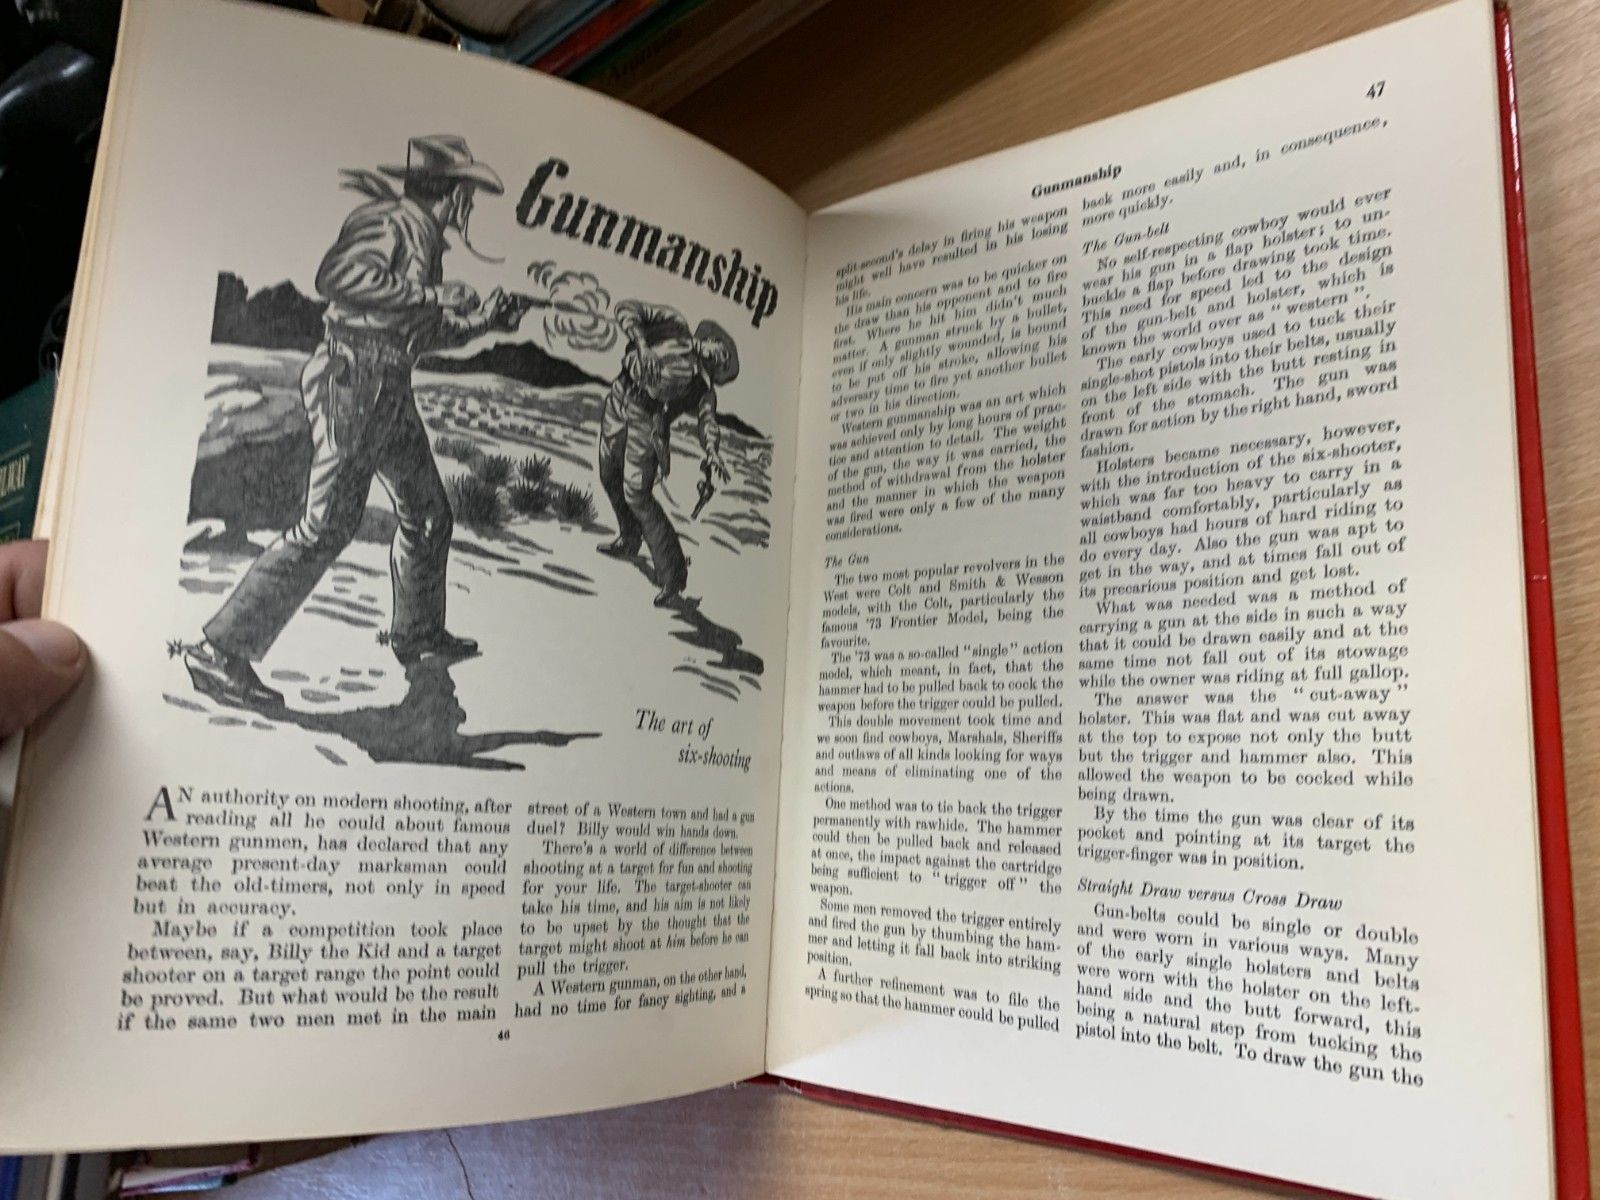 Gunmanship
The art of
six-shooting
AN authority on modern shooting, after
reading all he could about famous
Western gunmen, has declared that any
average present-day marksman could
beat the old-timers, not only in speed
but in accuracy.
Maybe if a competition took place
between, say, Billy the Kid and a target
shooter on a target range the point could
be proved. But what would be the result
if the same two men met in the main
street of a Western town and had a gun
duel? Billy would win hands down.
There's a world of difference between
shooting at a target for fun and shooting
for your life. The target-shooter can
take his time, and his aim is not likely
to be upset by the thought that the
target might shoot at him before he can
pull the trigger.
A Western gunman, on the other hand,
had no time for fancy sighting, and a
46
47
Gunmanship
split-second's delay in firing his weapon
might well have resulted in his losing
his life.
His main concern was to be quicker on
the draw than his opponent and to fire
first. Where he hit him didn't much
matter. A gunman struck by a bullet,
even if only slightly wounded, is bound
to be put off his stroke, allowing his
adversary time to fire yet another bullet
or two in his direction.
Western gunmanship was an art which
was achieved only by long hours of prac-
tice and attention to detail. The weight
of the gun, the way it was carried, the
method of withdrawal from the holster
and the manner in which the weapon
was fired were only a few of the many
considerations.
The Gun
The two most popular revolvers in the
West were Colt and Smith & Wesson
models, with the Colt, particularly the
famous '73 Frontier Model, being the
favourite.
The '73 was a so-called "single" action
model, which meant, in fact, that the
hammer had to be pulled back to cock the
weapon before the trigger could be pulled.
This double movement took time and
we soon find cowboys, Marshals, Sheriffs
and outlaws of all kinds looking for ways
and means of eliminating one of the
actions.
One method was to tie back the trigger
permanently with rawhide. The hammer
could then be pulled back and released
at once, the impact against the cartridge
being sufficient to "trigger off" the
weapon.
Some men removed the trigger entirely
and fired the gun by thumbing the ham-
mer and letting it fall back into striking
position.
A further refinement was to file the
spring so that the hammer could be pulled
back more easily and, in consequence,
more quickly.
The Gun-belt
No self-respecting cowboy would ever
wear his gun in a flap holster; to un-
buckle a flap before drawing took time.
This need for speed led to the design
of the gun-belt and holster, which is
known the world over as "western".
The early cowboys used to tuck their
single-shot pistols into their belts, usually
on the left side with the butt resting in
front of the stomach. The gun was
drawn for action by the right hand, sword
fashion.
Holsters became necessary, however,
with the introduction of the six-shooter,
which was far too heavy to carry in a
waistband comfortably, particularly as
all cowboys had hours of hard riding to
do every day. Also the gun was apt to
get in the way, and at times fall out of
its precarious position and get lost.
What was needed was a method of
carrying a gun at the side in such a way
that it could be drawn easily and at the
same time not fall out of its stowage
while the owner was riding at full gallop.
The answer was the "cut-away"
holster. This was flat and was cut away
at the top to expose not only the butt
but the trigger and hammer also. This
allowed the weapon to be cocked while
being drawn.
By the time the gun was clear of its
pocket and pointing at its target the
trigger-finger was in position.
Straight Draw versus Cross Draw
Gun-belts could be single or double
and were worn in various ways. Many
of the early single holsters and belts
were worn with the holster on the left-
hand side and the butt forward, this
being a natural step from tucking the
pistol into the belt. To draw the gun the